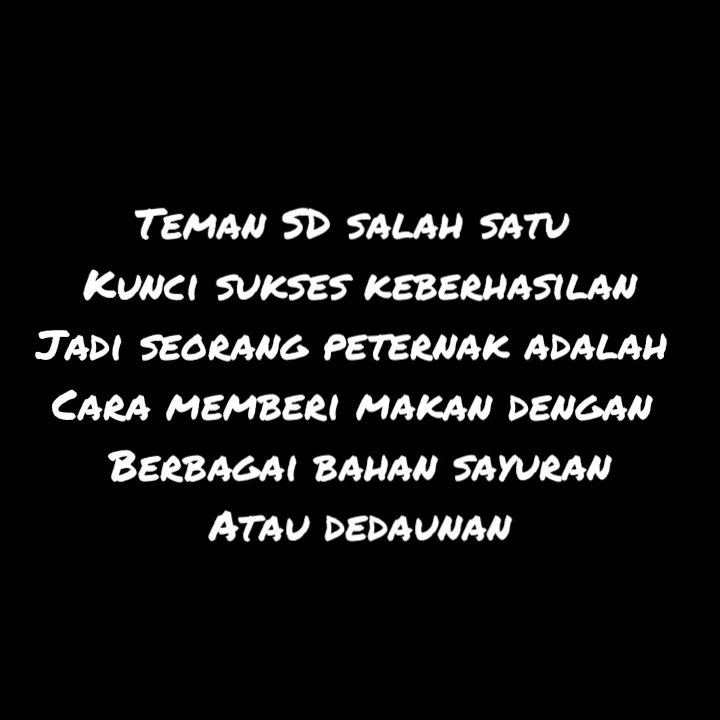 Teman SD salah satu
Kunci sukses keberhasilan
Jadi seorang peternak adalah
Cara memberi makan dengan
Berbagai bahan sayuran
Atau dedaunan